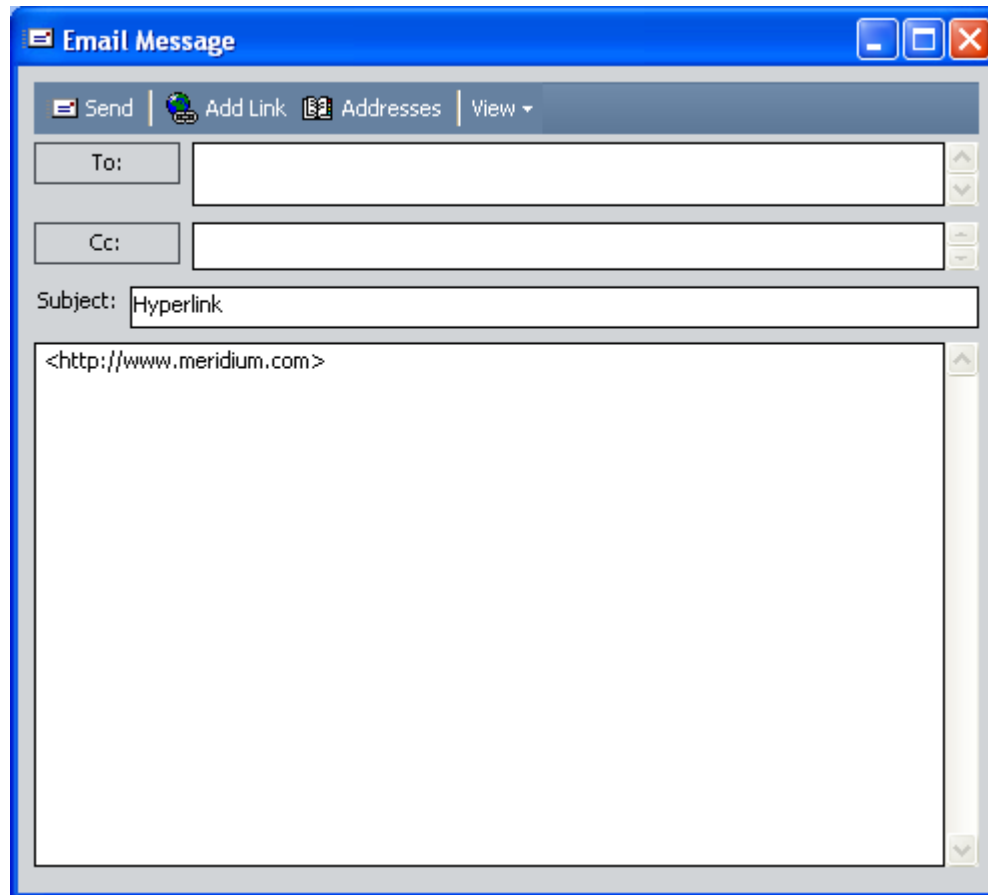 Email Message
Send Add Link Addresses View
To:
Cc:
Subject: Hyperlink
<http://www.meridium.com>